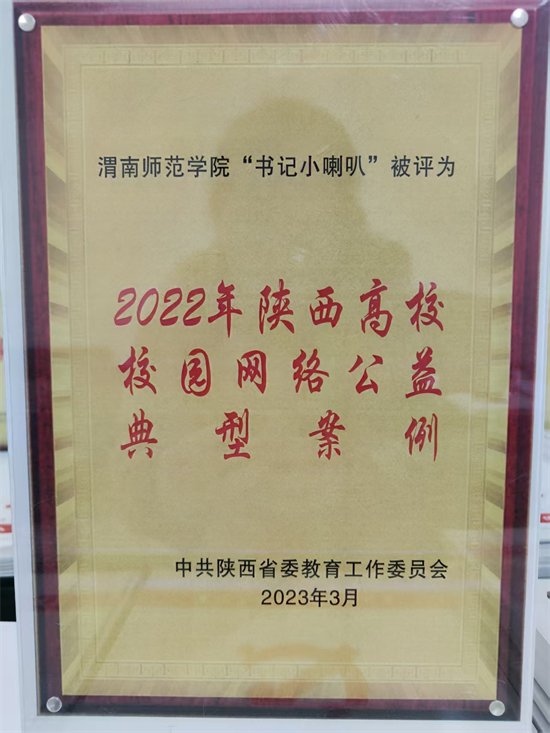 渭南师范学院“书记小喇叭”被评为
2022年陕西高校
校园网络公益
典型案例
中共陕西省委教育工作委员会
2023年3月